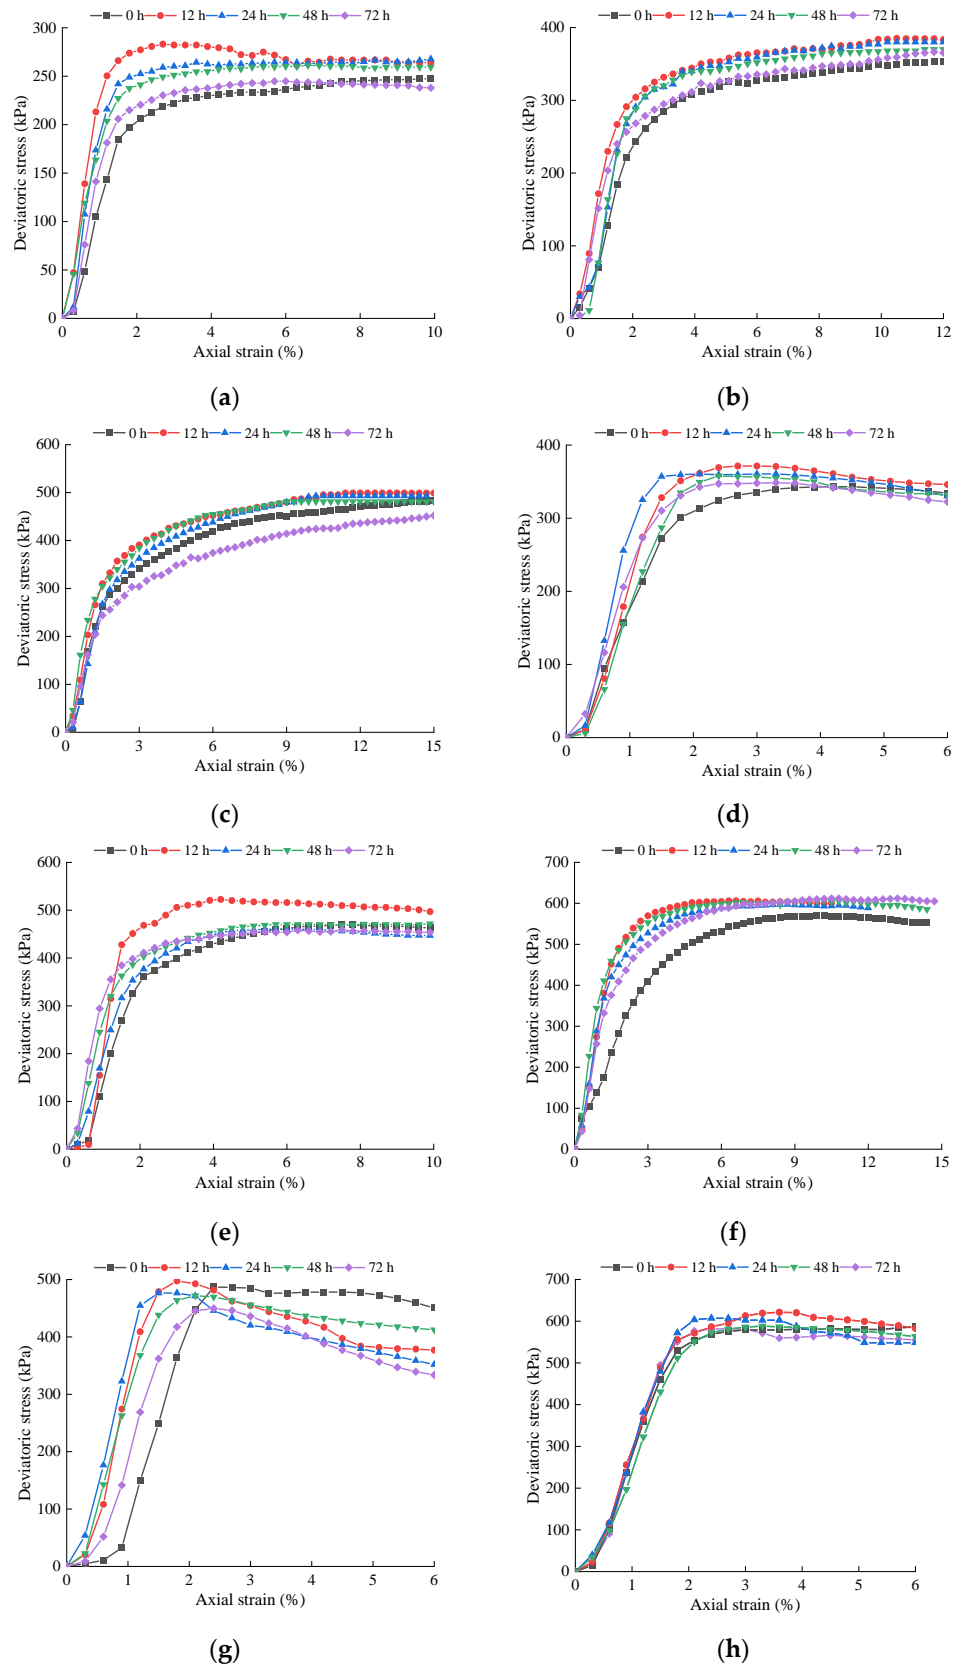 0 h 12 h 24 h 48 h 72 h
300
250
200
150
100
50
0
Deviatoric stress (kPa)
0 2 4 6 8 10
Axial strain (%)
(a)
0 h 12 h 24 h 48 h 72 h
400
300
200
100
0
Deviatoric stress (kPa)
0 2 4 6 8 10 12
Axial strain (%)
(b)
0 h 12 h 24 h 48 h 72 h
600
500
400
300
200
100
0
Deviatoric stress (kPa)
0 3 6 9 12 15
Axial strain (%)
(c)
0 h 12 h 24 h 48 h 72 h
400
300
200
100
0
Deviatoric stress (kPa)
0 1 2 3 4 5 6
Axial strain (%)
(d)
0 h 12 h 24 h 48 h 72 h
600
500
400
300
200
100
0
Deviatoric stress (kPa)
0 2 4 6 8 10
Axial strain (%)
(e)
0 h 12 h 24 h 48 h 72 h
700
600
500
400
300
200
100
0
Deviatoric stress (kPa)
0 3 6 9 12 15
Axial strain (%)
(f)
0 h 12 h 24 h 48 h 72 h
500
400
300
200
100
0
Deviatoric stress (kPa)
0 1 2 3 4 5 6
Axial strain (%)
(g)
0 h 12 h 24 h 48 h 72 h
700
600
500
400
300
200
100
0
Deviatoric stress (kPa)
0 1 2 3 4 5 6
Axial strain (%)
(h)